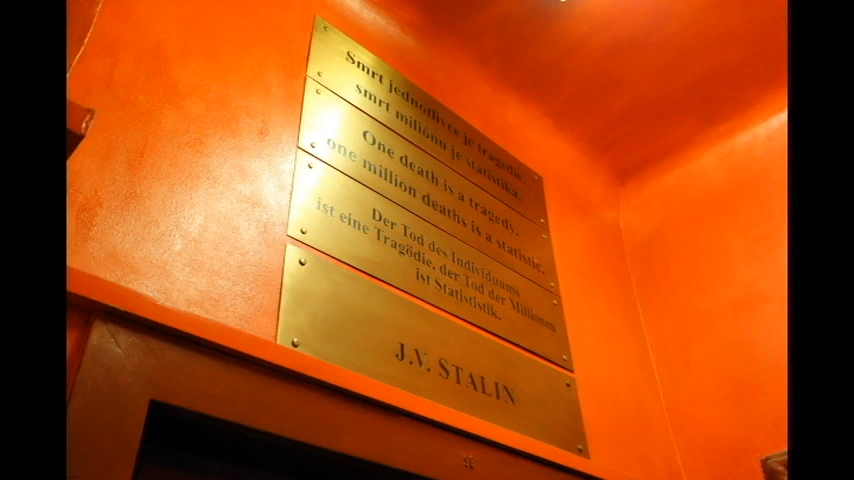 Smrt jednotlivce je tragedie,
smrt miliónu je statistika.
One death is a tragedy,
one million deaths is a statistic.
Der Tod des Individuums
ist eine Tragödie, der Tod der Millionen
ist Statististik.
J.V. STALIN